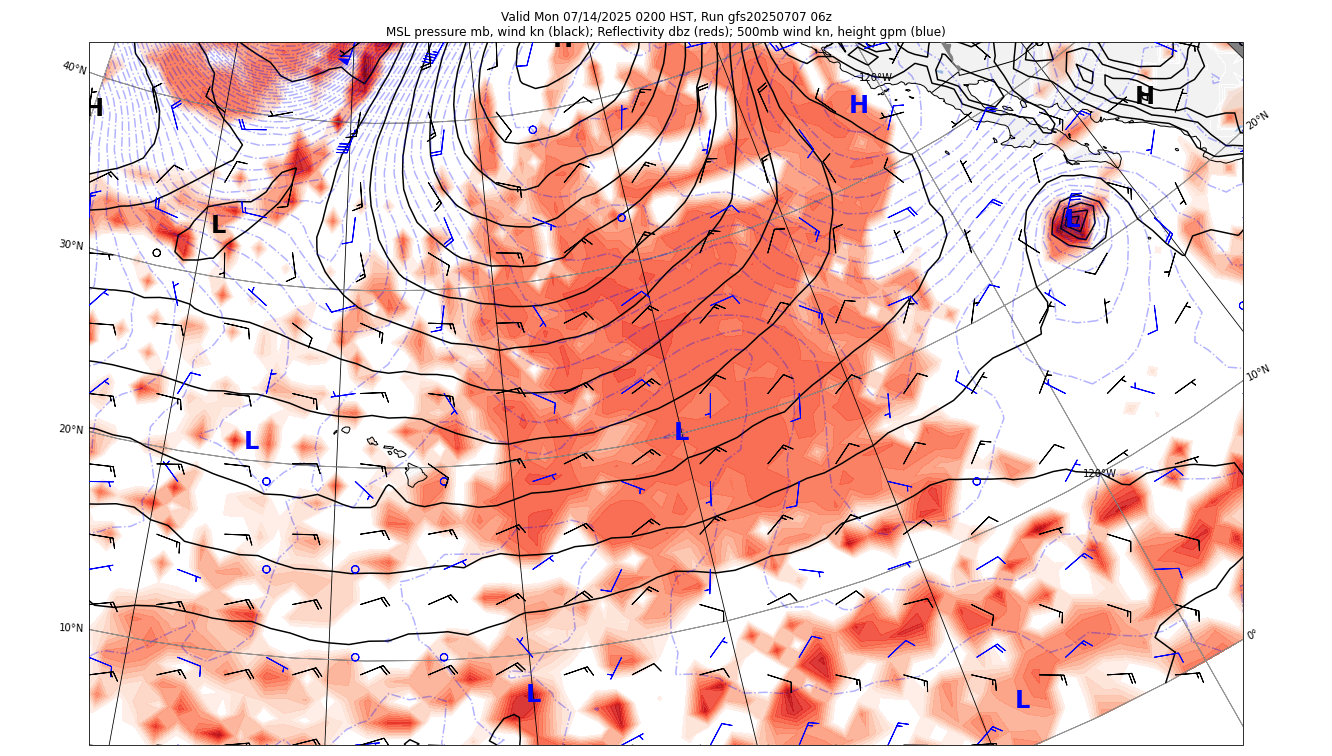 Valid Mon 07/14/2025 0200 HST, Run gfs20250707 06z
MSL pressure mb, wind kn (black); Reflectivity dbz (reds); 500mb wind kn, height gpm (blue)
H
40°N
120°W
H
H
H
20°N
L
L
30°N
10°N
20°N
L
L
120°W
10°N
0°
L
L